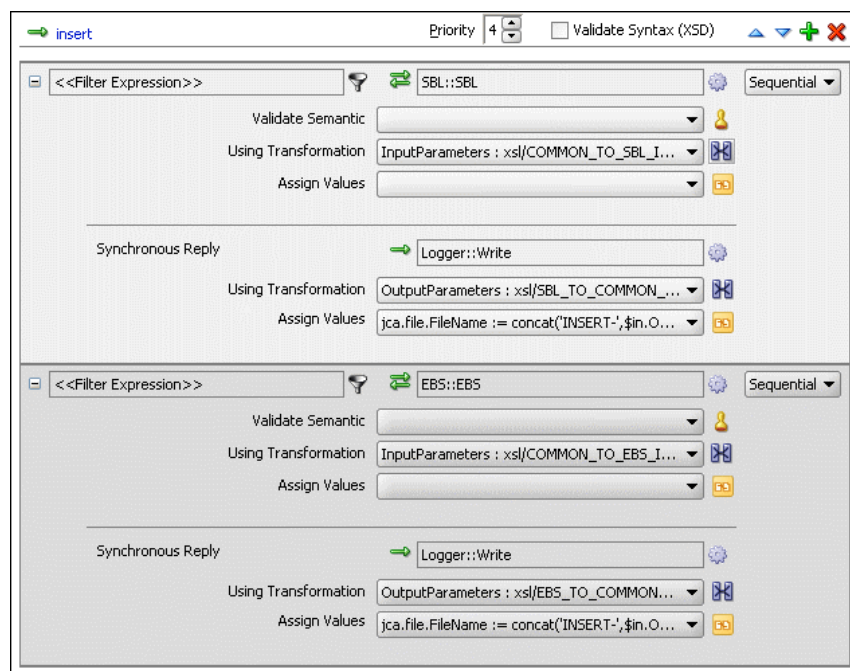 insert Priority 4 Validate Syntax (XSD)
<<Filter Expression>> SBL::SBL Sequential
Validate Semantic
Using Transformation InputParameters : xsl/COMMON_TO_SBL_I...
Assign Values
Synchronous Reply Logger::Write
Using Transformation OutputParameters : xsl/SBL_TO_COMMON_...
Assign Values jca.file.FileName := concat('INSERT-',$in.O...
<<Filter Expression>> EBS::EBS Sequential
Validate Semantic
Using Transformation InputParameters : xsl/COMMON_TO_EBS_I...
Assign Values
Synchronous Reply Logger::Write
Using Transformation OutputParameters : xsl/EBS_TO_COMMON...
Assign Values jca.file.FileName := concat('INSERT-',$in.O...